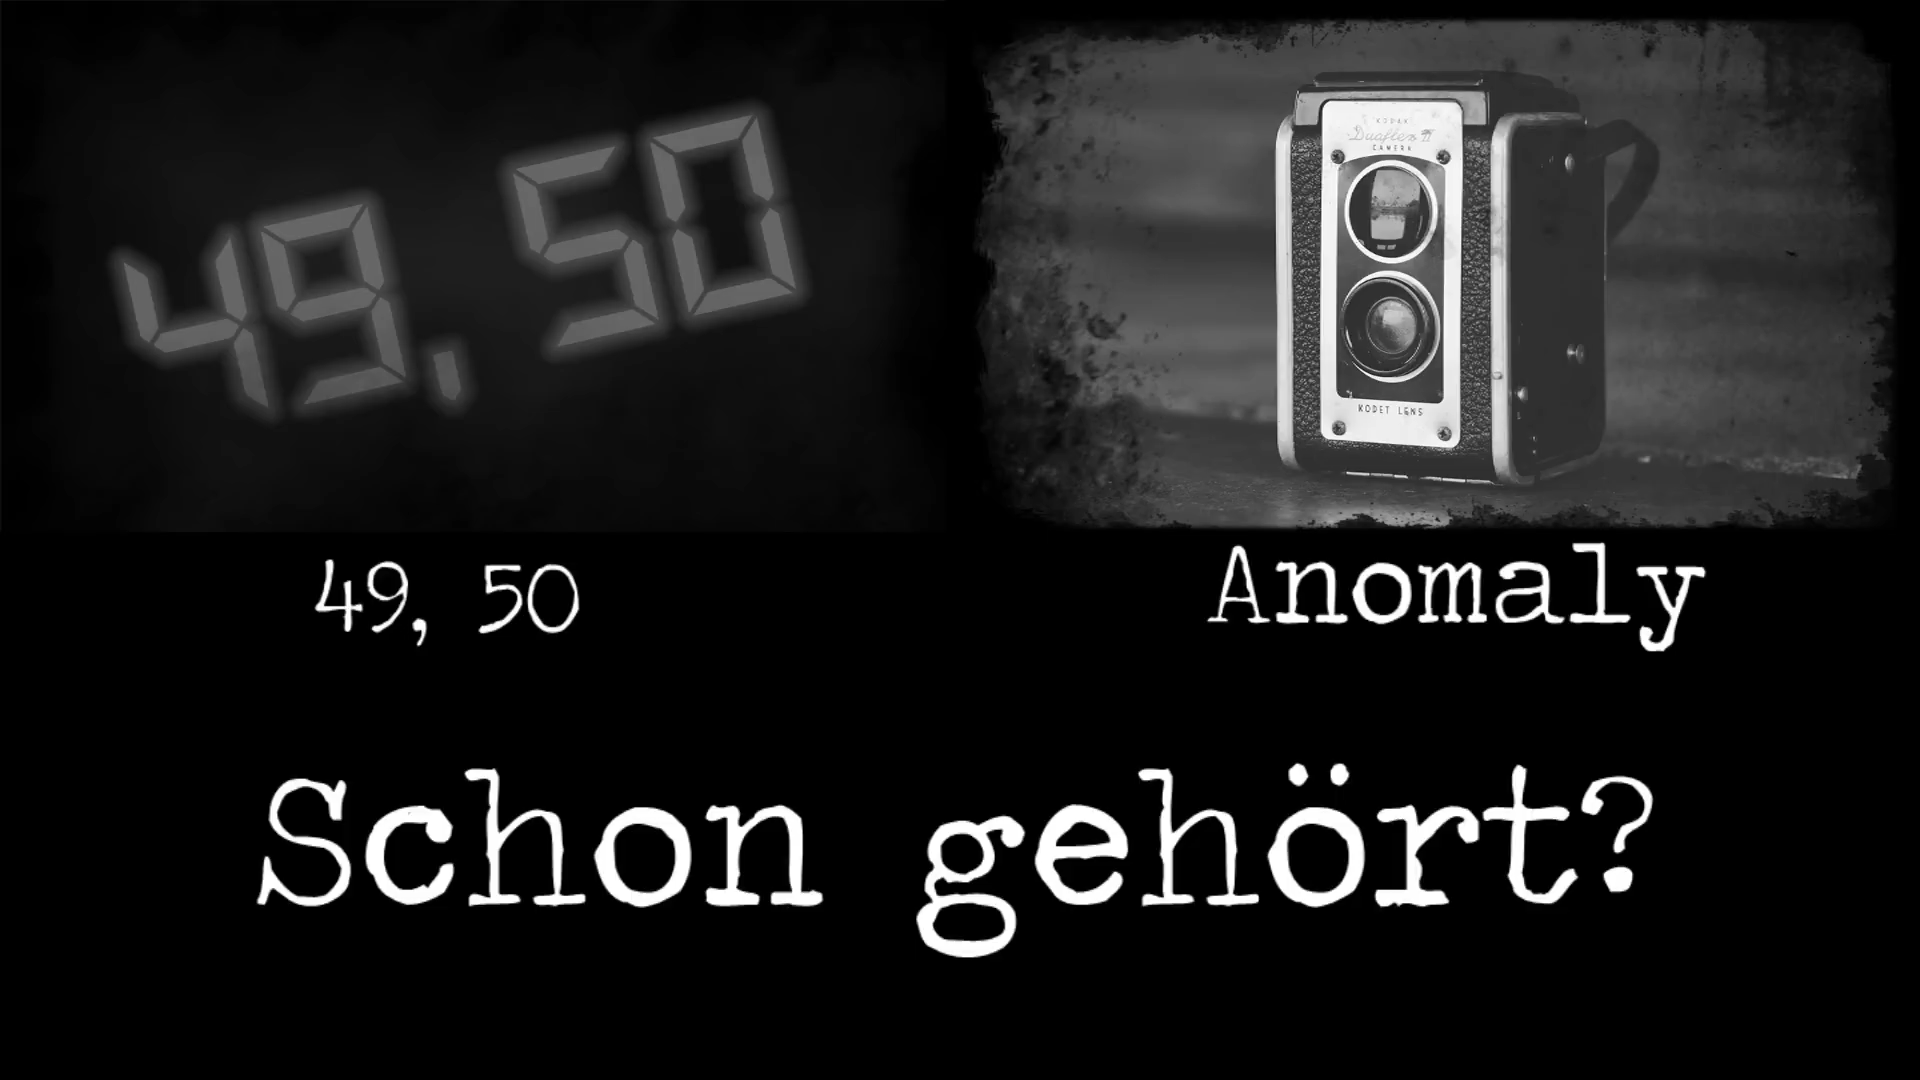 49, 50
KODAK
Duaflex II
CAMERA
KODET LENS
49, 50
Anomaly
Schon gehört?